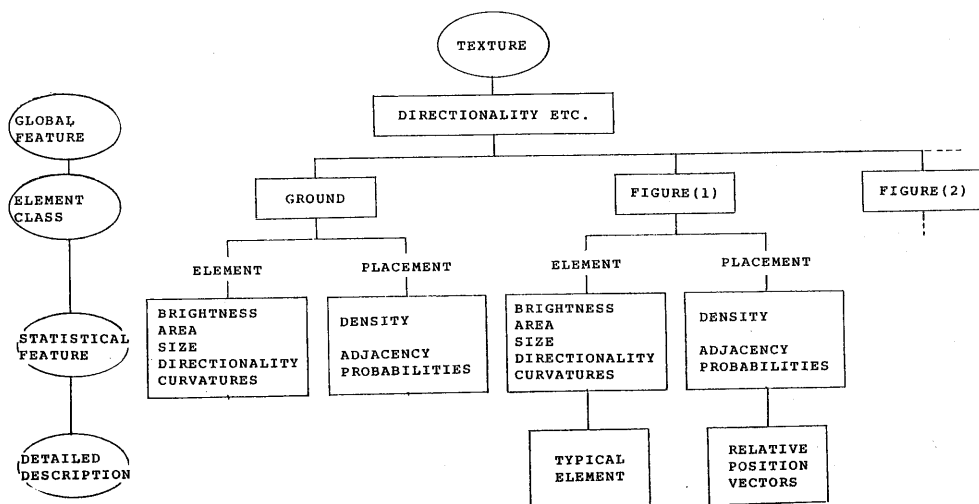 TEXTURE
DIRECTIONALITY ETC.
GLOBAL
FEATURE
ELEMENT
CLASS
GROUND
FIGURE(1)
FIGURE(2)
ELEMENT
PLACEMENT
ELEMENT
PLACEMENT
STATISTICAL
FEATURE
BRIGHTNESS
AREA
SIZE
DIRECTIONALITY
CURVATURES
DENSITY
ADJACENCY
PROBABILITIES
BRIGHTNESS
AREA
SIZE
DIRECTIONALITY
CURVATURES
DENSITY
ADJACENCY
PROBABILITIES
DETAILED
DESCRIPTION
TYPICAL
ELEMENT
RELATIVE
POSITION
VECTORS